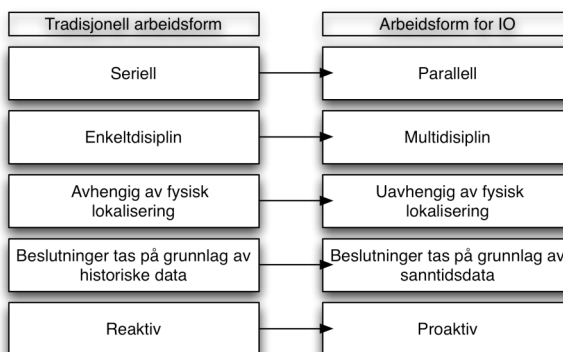 Tradisjonell arbeidsform
Arbeidsform for IO
Seriell
Parallell
Enkeltdisiplin
Multidisiplin
Avhengig av fysisk
lokalisering
Uavhengig av fysisk
lokalisering
Beslutninger tas på grunnlag av
historiske data
Beslutninger tas på grunnlag av
sanntidsdata
Reaktiv
Proaktiv